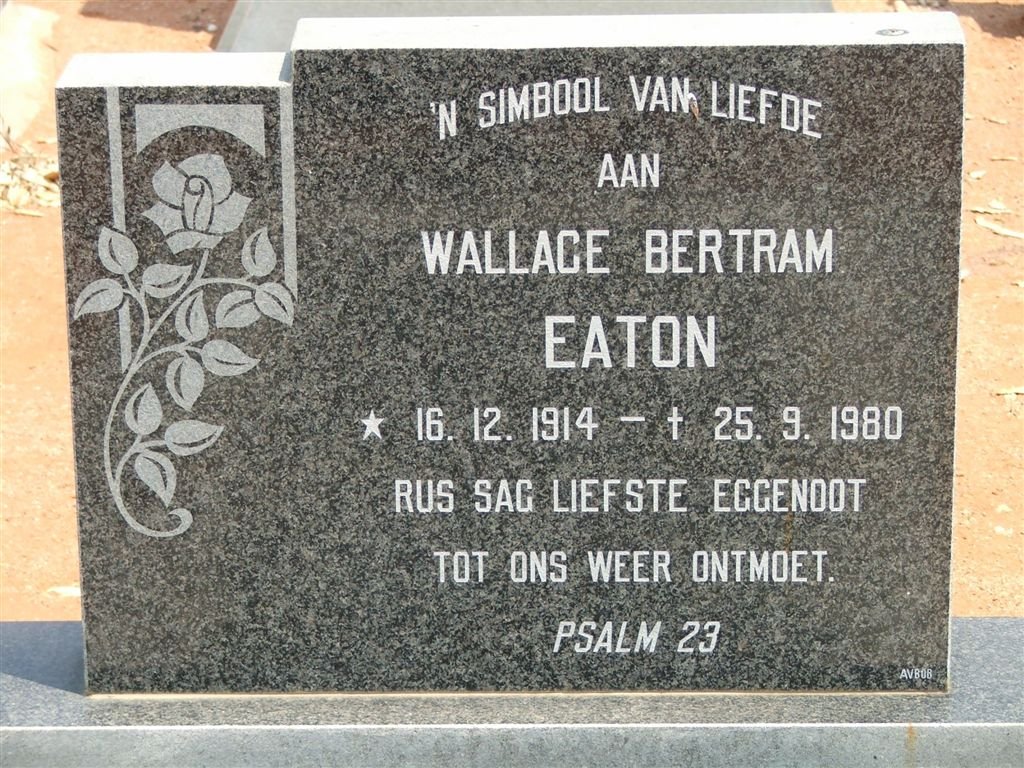 'N SIMBOOL VAN LIEFDE
AAN
WALLACE BERTRAM
EATON
★ 16. 12. 1914 – † 25. 9. 1980
RUS SAG LIEFSTE EGGENOOT
TOT ONS WEER ONTMOET.
PSALM 23
AVBOB